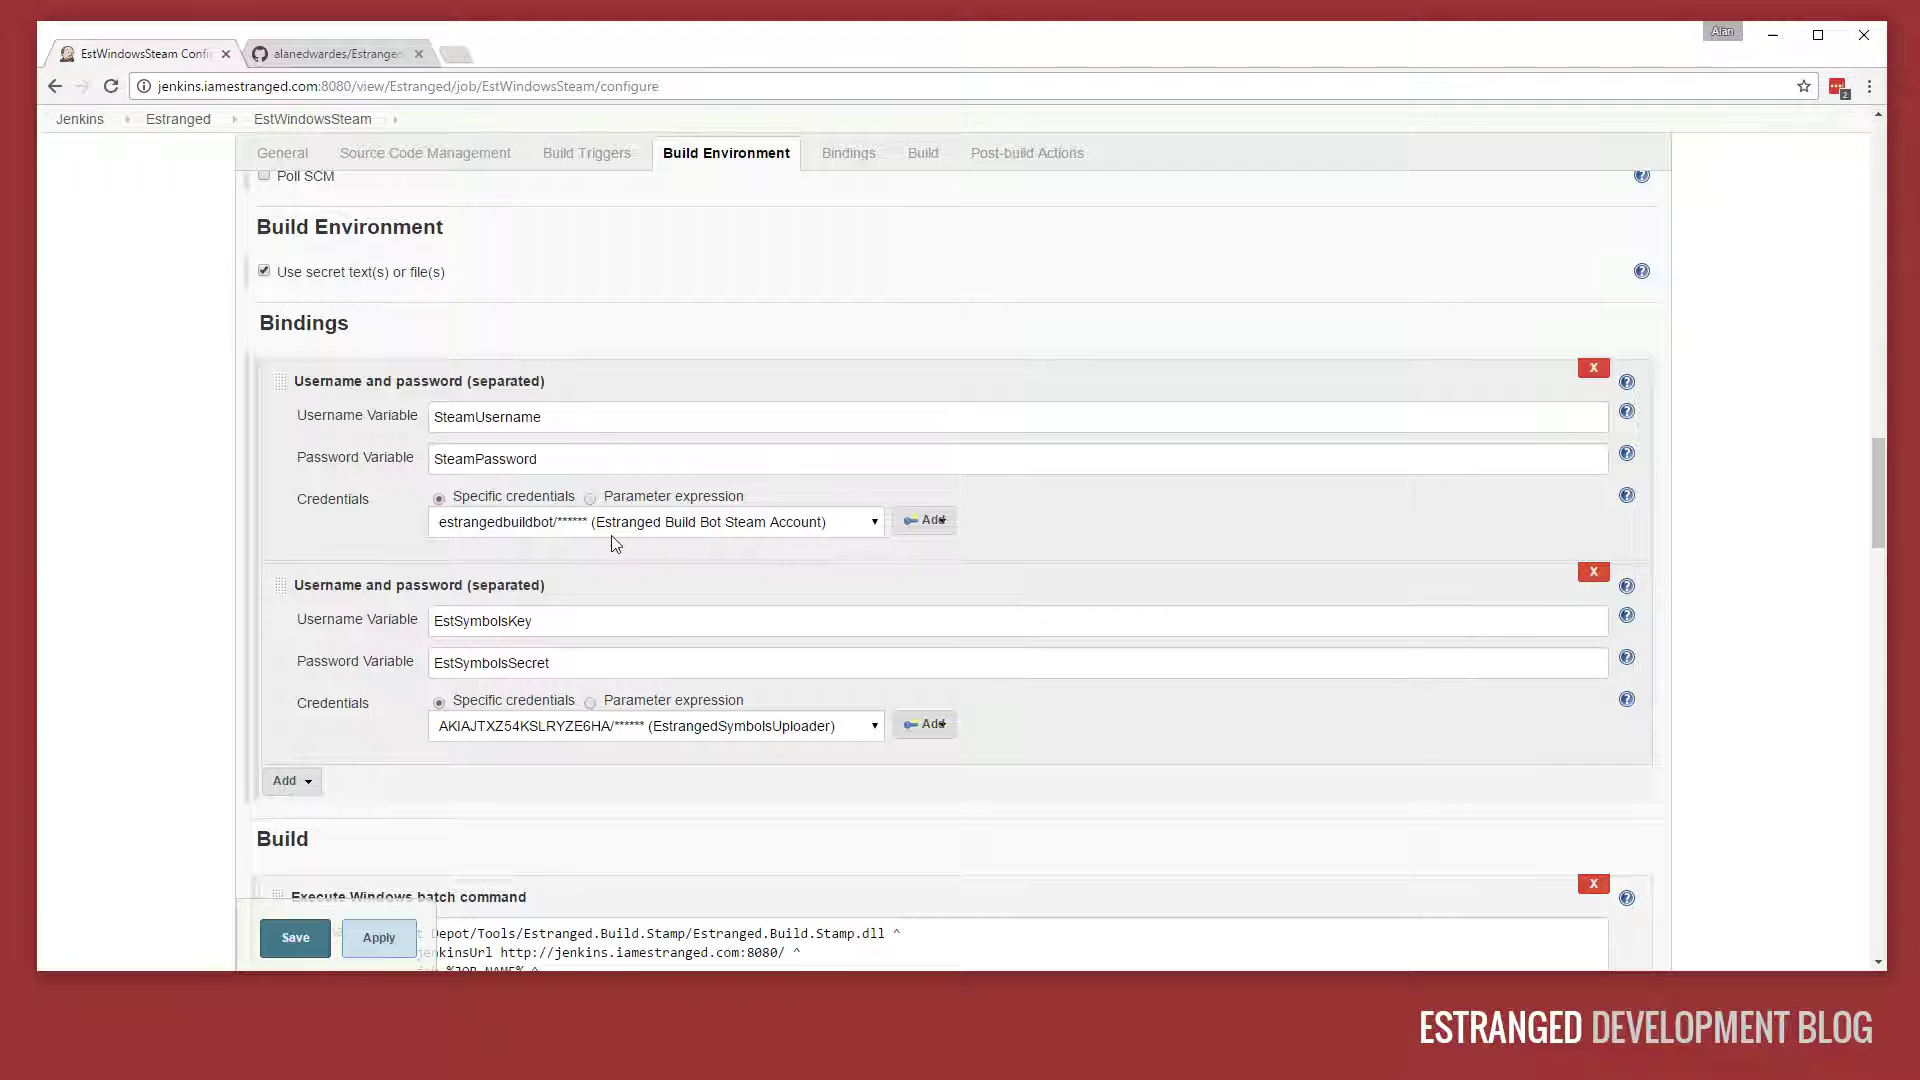 Alan
EstWindowsSteam Config
alanedwardes/Estranged
jenkins.iamestranged.com:8080/view/Estranged/job/EstWindowsSteam/configure
2
Jenkins Estranged EstWindowsSteam
General Source Code Management Build Triggers Build Environment Bindings Build Post-build Actions
Poll SCM
Build Environment
Use secret text(s) or file(s)
Bindings
X
Username and password (separated)
Username Variable SteamUsername
Password Variable SteamPassword
Credentials Specific credentials Parameter expression
estrangedbuildbot/****** (Estranged Build Bot Steam Account) Add
X
Username and password (separated)
Username Variable EstSymbolsKey
Password Variable EstSymbolsSecret
Credentials Specific credentials Parameter expression
AKIAJTXZ54KSLRYZE6HA/****** (EstrangedSymbolsUploader) Add
Add
Build
X
Execute Windows batch command
Save Apply
Depot/Tools/Estranged.Build.Stamp/Estranged.Build.Stamp.dll ^
enkinsUrl http://jenkins.iamestranged.com:8080/ ^
%JOB_NAME% ^
ESTRANGED DEVELOPMENT BLOG